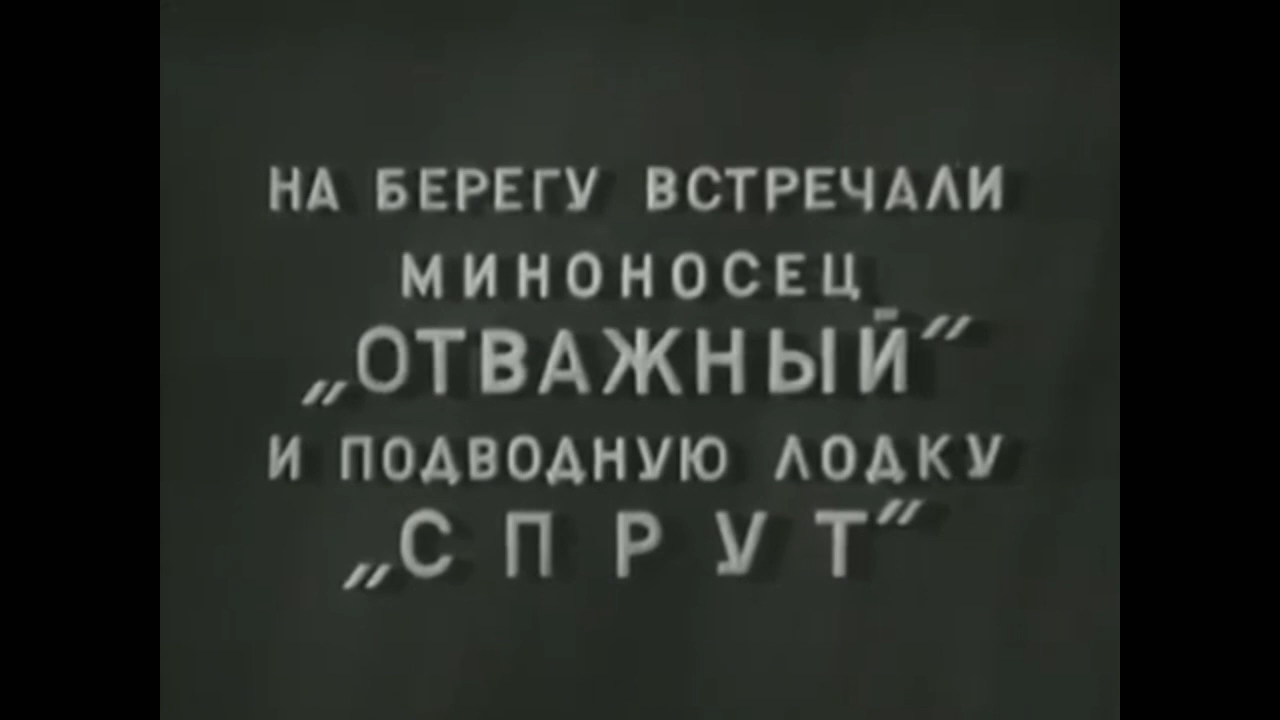 НА БЕРЕГУ ВСТРЕЧАЛИ
МИНОНОСЕЦ
„ОТВАЖНЫЙ"
И ПОДВОДНУЮ ЛОДКУ
„СПРУТ"